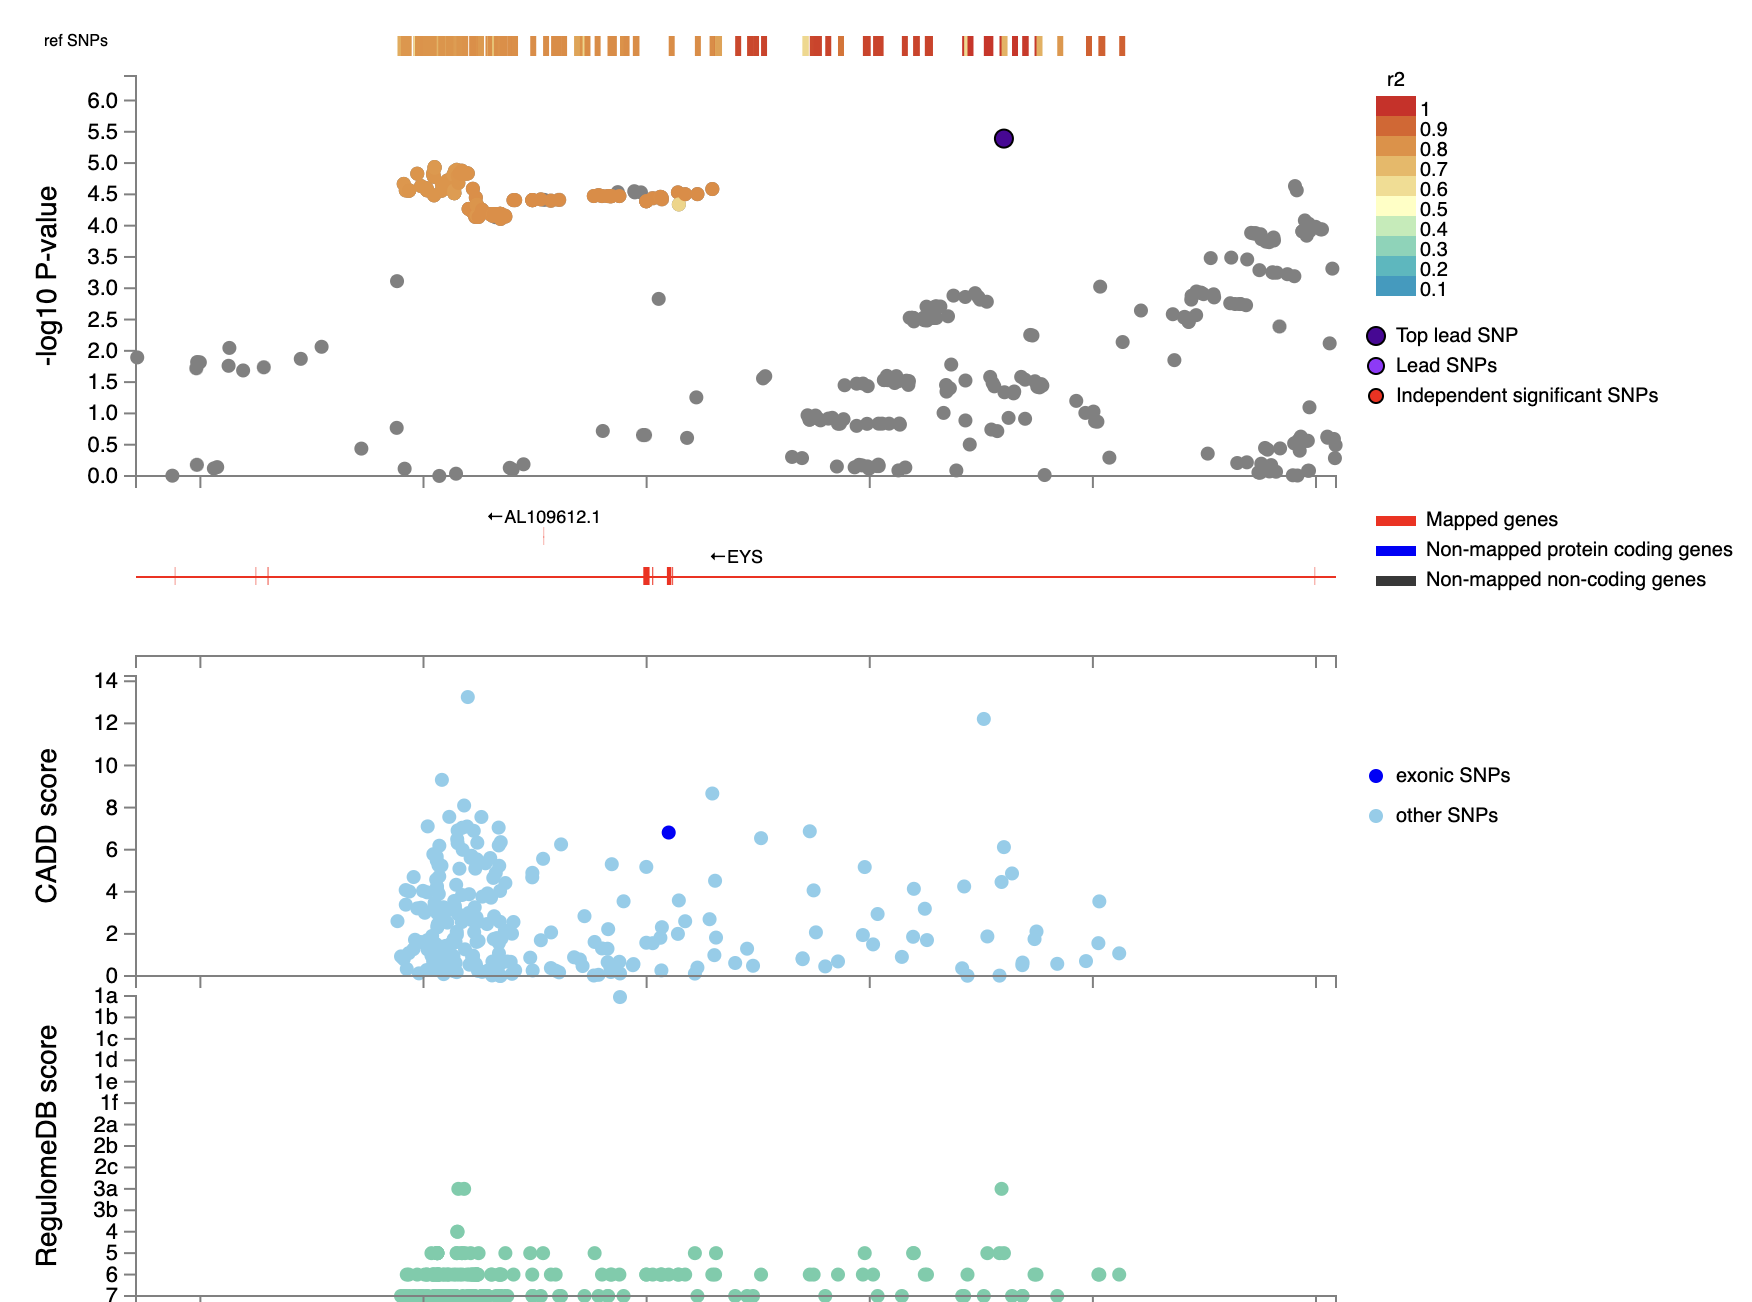 ref SNPs
-log10 P-value
6.0
5.5
5.0
4.5
4.0
3.5
3.0
2.5
2.0
1.5
1.0
0.5
0.0
r2
1
0.9
0.8
0.7
0.6
0.5
0.4
0.3
0.2
0.1
Top lead SNP
Lead SNPs
Independent significant SNPs
←AL109612.1
←EYS
Mapped genes
Non-mapped protein coding genes
Non-mapped non-coding genes
CADD score
14
12
10
8
6
4
2
0
exonic SNPs
other SNPs
RegulomeDB score
1a
1b
1c
1d
1e
1f
2a
2b
2c
3a
3b
4
5
6
7